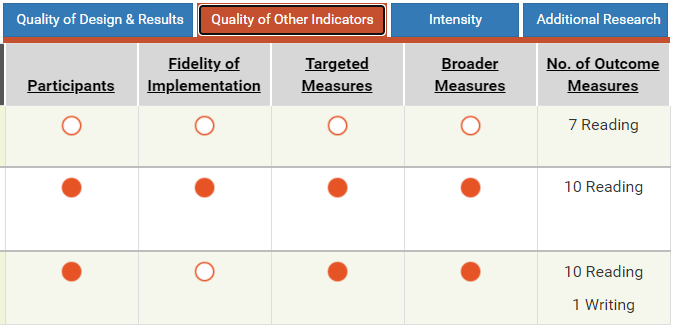 Quality of Design & Results
Quality of Other Indicators
Intensity
Additional Research
Participants
Fidelity of
Implementation
Targeted
Measures
Broader
Measures
No. of Outcome
Measures
7 Reading
10 Reading
10 Reading
1 Writing